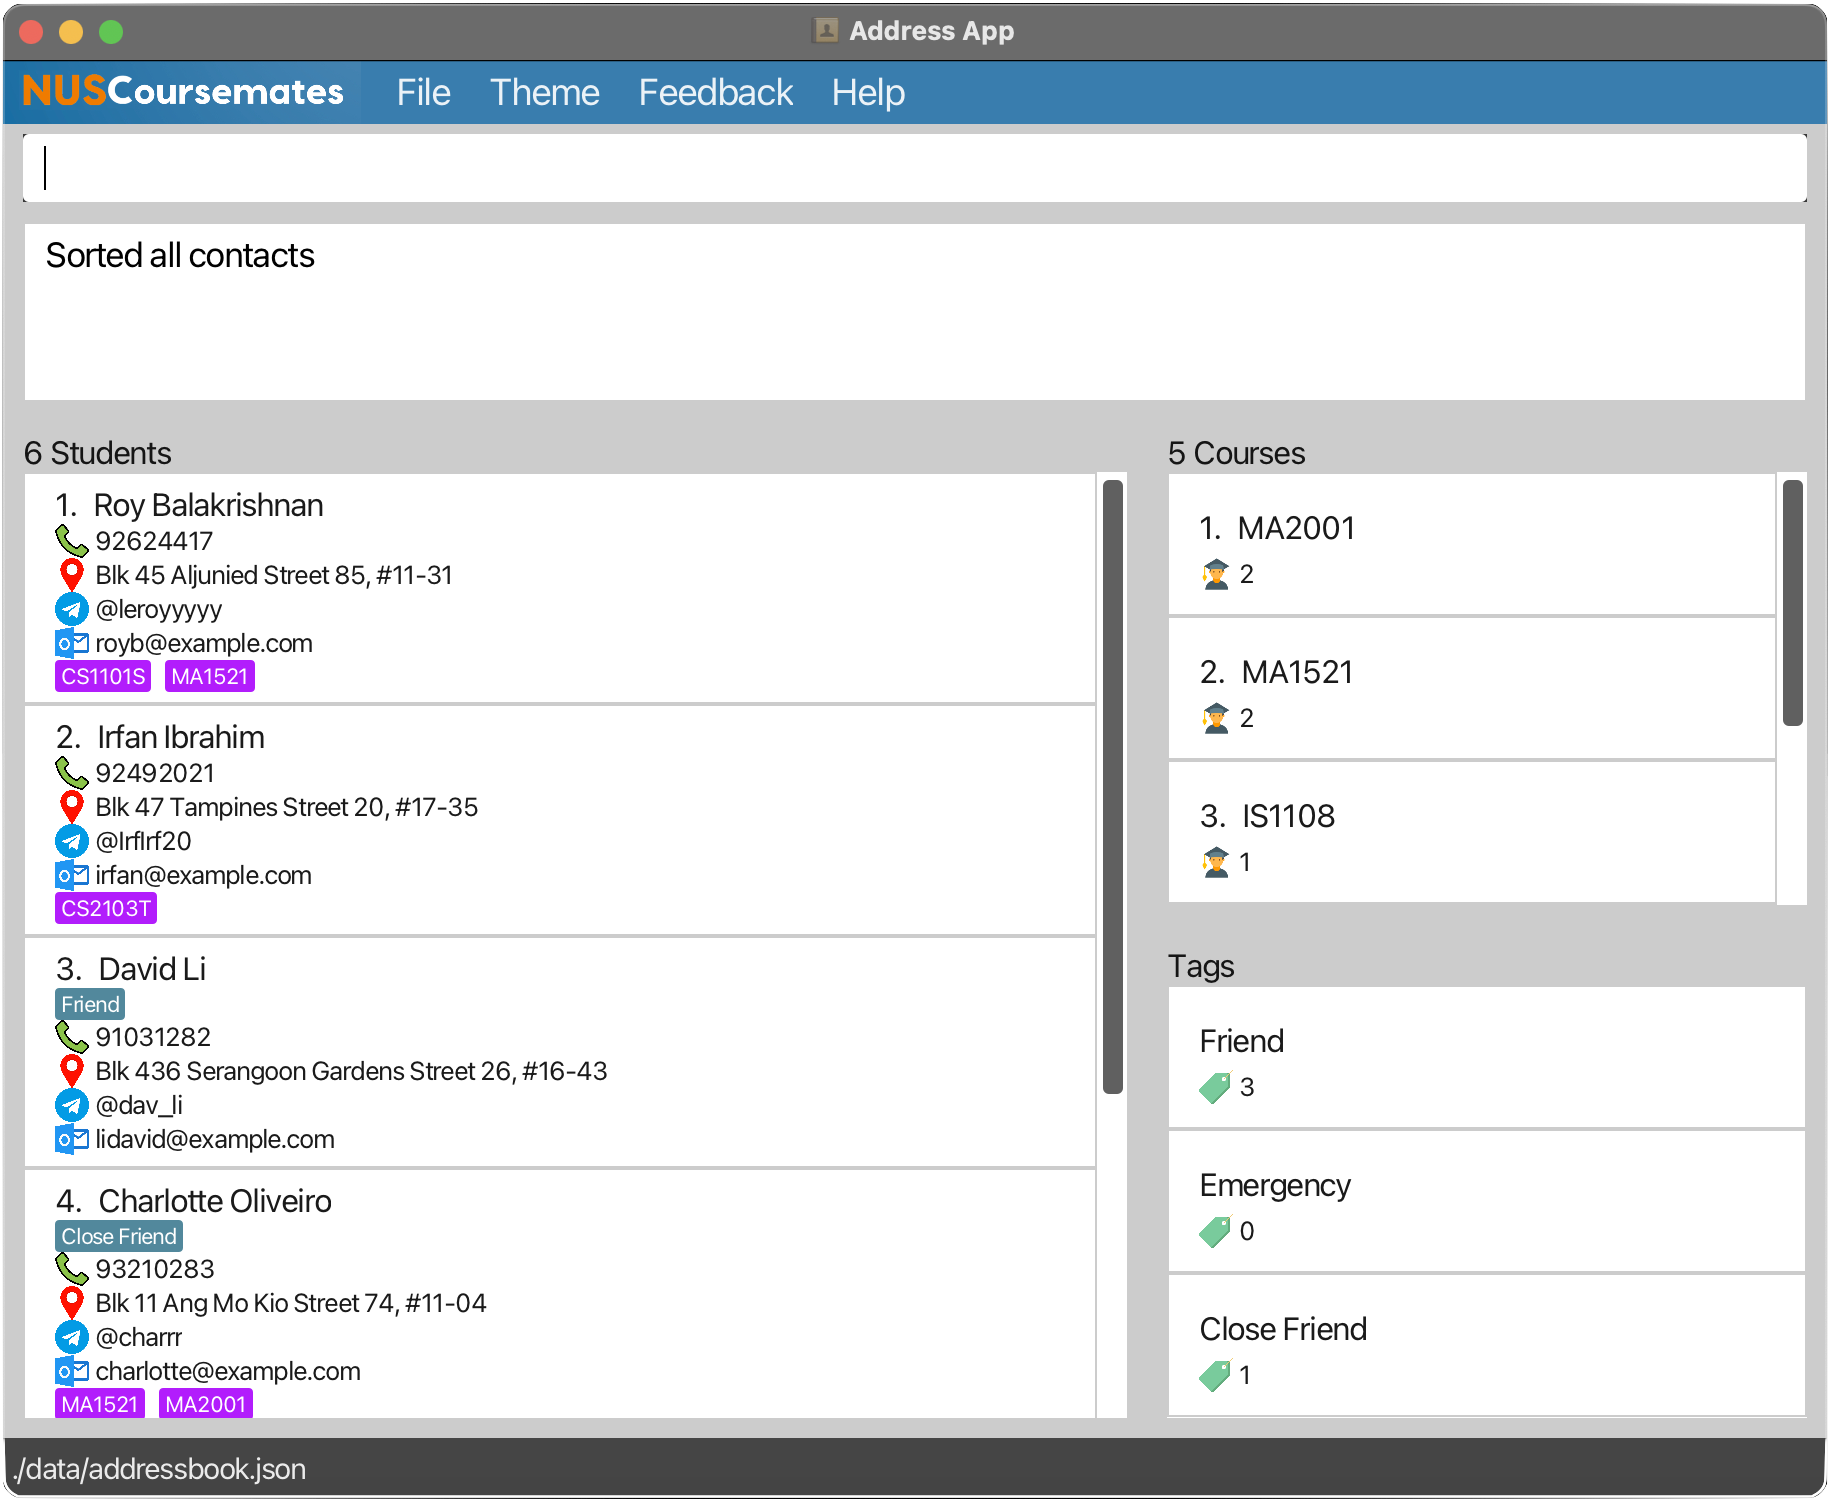 Address App
NUSCoursemates File Theme Feedback Help
Sorted all contacts
6 Students
1. Roy Balakrishnan
92624417
Blk 45 Aljunied Street 85, #11-31
@leroyyyyy
royb@example.com
CS1101S MA1521
2. Irfan Ibrahim
92492021
Blk 47 Tampines Street 20, #17-35
@IrfIrf20
irfan@example.com
CS2103T
3. David Li
Friend
91031282
Blk 436 Serangoon Gardens Street 26, #16-43
@dav_li
lidavid@example.com
4. Charlotte Oliveiro
Close Friend
93210283
Blk 11 Ang Mo Kio Street 74, #11-04
@charrr
charlotte@example.com
MA1521 MA2001
5 Courses
1. MA2001
2
2. MA1521
2
3. IS1108
1
Tags
Friend
3
Emergency
0
Close Friend
1
./data/addressbook.json